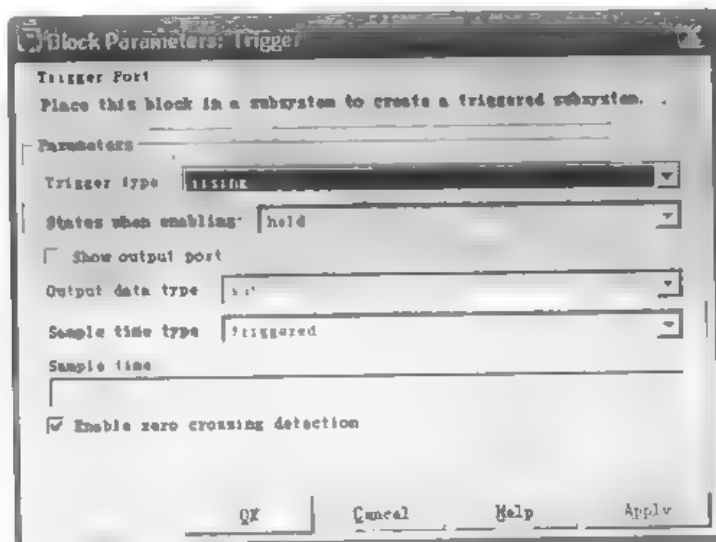 Block Parameters: Trigger
Trigger Port
Place this block in a subsystem to create a triggered subsystem.
Parameters
Trigger type rising
States when enabling: held
Show output port
Output data type
Sample time type triggered
Sample time
Enable zero crossing detection
OK Cancel Help Apply